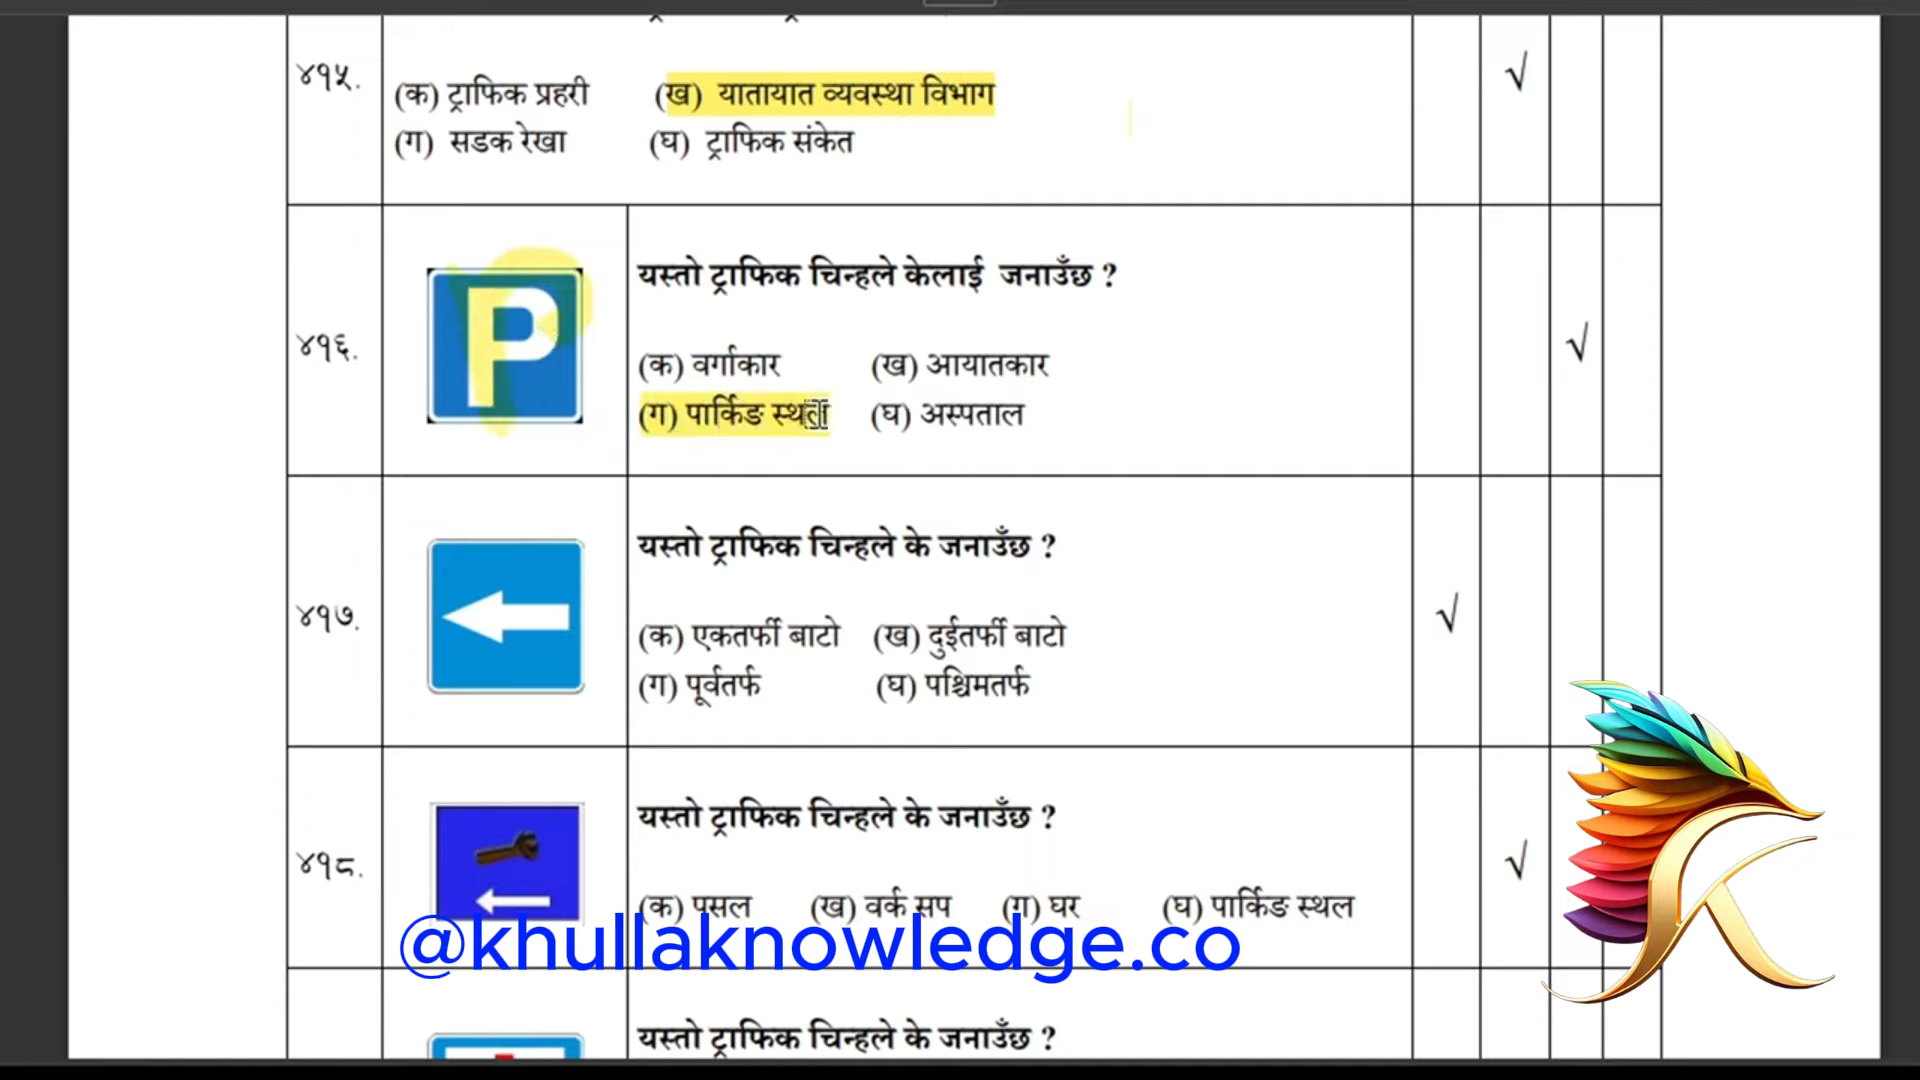 ४१५.
(क) ट्राफिक प्रहरी (ख) यातायात व्यवस्था विभाग √
(ग) सडक रेखा (घ) ट्राफिक संकेत
४१६.
P
यस्तो ट्राफिक चिन्हले केलाई जनाउँछ ?
(क) वर्गाकार (ख) आयातकार √
(ग) पार्किङ स्थल (घ) अस्पताल
४१७.
यस्तो ट्राफिक चिन्हले के जनाउँछ ?
(क) एकतर्फी बाटो (ख) दुईतर्फी बाटो √
(ग) पूर्वतर्फ (घ) पश्चिमतर्फ
४१८.
यस्तो ट्राफिक चिन्हले के जनाउँछ ?
(क) पसल (ख) वर्क सप (ग) घर (घ) पार्किङ स्थल √
@khullaknowledge.co
K
यस्तो ट्राफिक चिन्हले के जनाउँछ ?